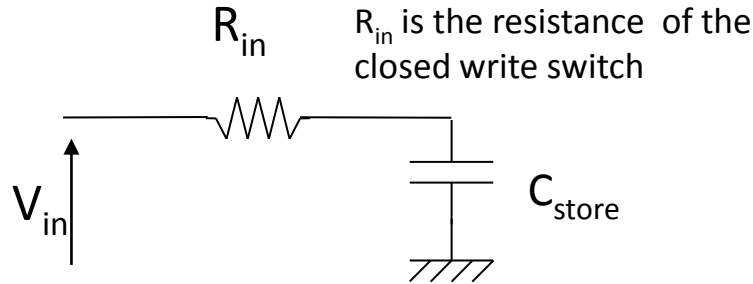 R_in
R_in is the resistance of the
closed write switch
V_in
C_store